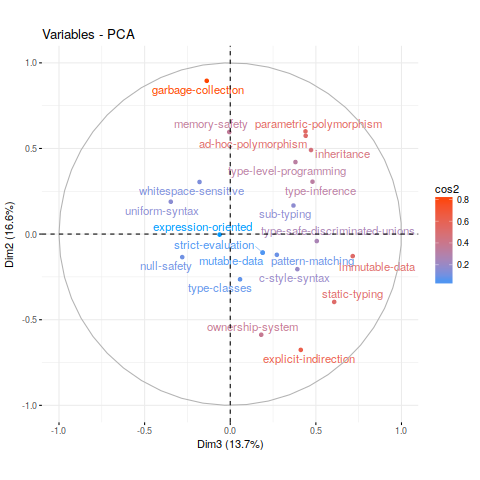 Variables - PCA
1.0
garbage-collection
memory-safety
parametric-polymorphism
0.5
ad-hoc-polymorphism
inheritance
type-level-programming
cos2
whitespace-sensitive
type-inference
0.8
uniform-syntax
sub-typing
0.6
expression-oriented
type-safe-discriminated-unions
0.4
0.0
strict-evaluation
0.2
null-safety
mutable-data
pattern-matching
immutable-data
c-style-syntax
type-classes
static-typing
ownership-system
-0.5
explicit-indirection
-1.0
-1.0
-0.5
0.0
0.5
1.0
Dim3 (13.7%)
Dim2 (16.6%)